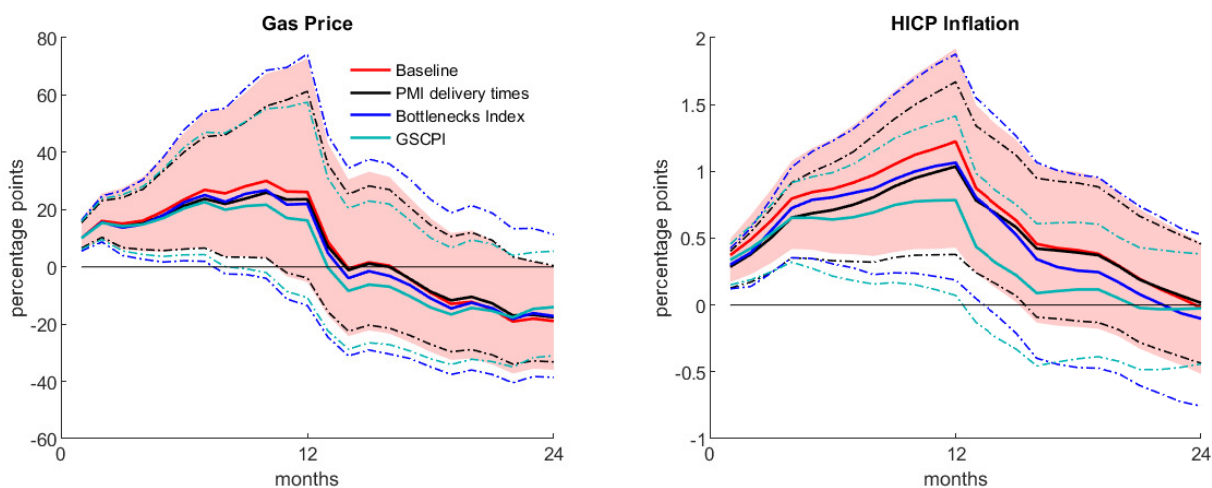 Gas Price
80
60
40
20
0
-20
-40
-60
0
12
24
percentage points
months
Baseline
PMI delivery times
Bottlenecks Index
GSCPI
HICP Inflation
2
1.5
1
0.5
0
-0.5
-1
0
12
24
percentage points
months